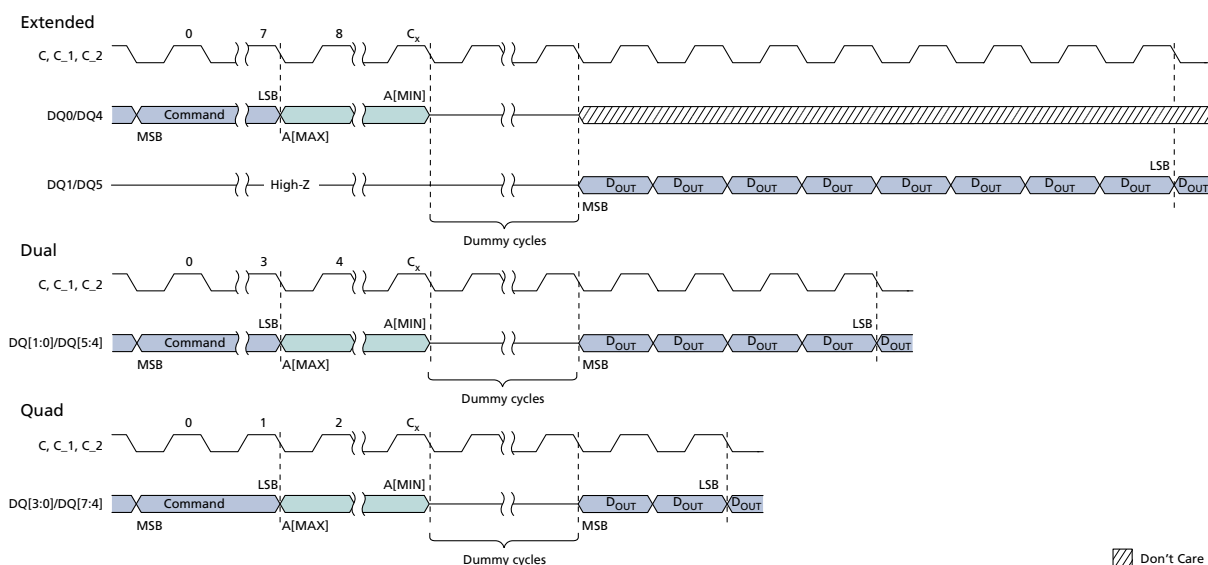 Extended
0 7 8 Cx
C, C_1, C_2
LSB A[MIN]
DQ0/DQ4 Command
MSB A[MAX]
LSB
DQ1/DQ5 High-Z DOUT DOUT DOUT DOUT DOUT DOUT DOUT DOUT DOUT
MSB
Dummy cycles
Dual
0 3 4 Cx
C, C_1, C_2
LSB A[MIN] LSB
DQ[1:0]/DQ[5:4] Command DOUT DOUT DOUT DOUT DOUT
MSB A[MAX] MSB
Dummy cycles
Quad
0 1 2 Cx
C, C_1, C_2
LSB A[MIN] LSB
DQ[3:0]/DQ[7:4] Command DOUT DOUT DOUT
MSB A[MAX] MSB
Dummy cycles
Don't Care